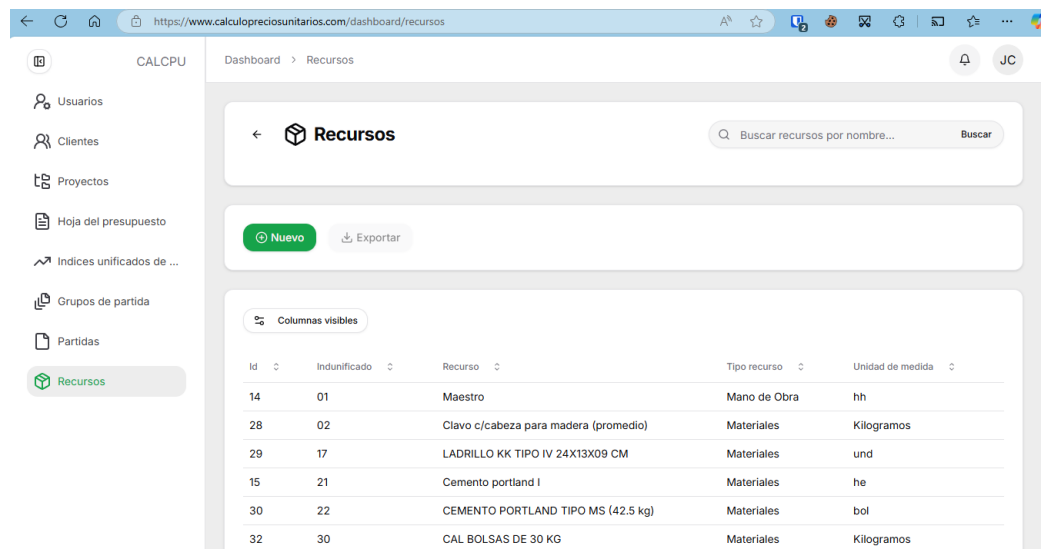 https://www.calculopreciosunitarios.com/dashboard/recursos
2
CALCPU
Dashboard > Recursos
JC
Usuarios
Clientes
Proyectos
Hoja del presupuesto
Indices unificados de ...
Grupos de partida
Partidas
Recursos
Recursos
Buscar recursos por nombre...
Buscar
Nuevo
Exportar
Columnas visibles
Id Indunificado Recurso Tipo recurso Unidad de medida
14 01 Maestro Mano de Obra hh
28 02 Clavo c/cabeza para madera (promedio) Materiales Kilogramos
29 17 LADRILLO KK TIPO IV 24X13X09 CM Materiales und
15 21 Cemento portland I Materiales he
30 22 CEMENTO PORTLAND TIPO MS (42.5 kg) Materiales bol
32 30 CAL BOLSAS DE 30 KG Materiales Kilogramos